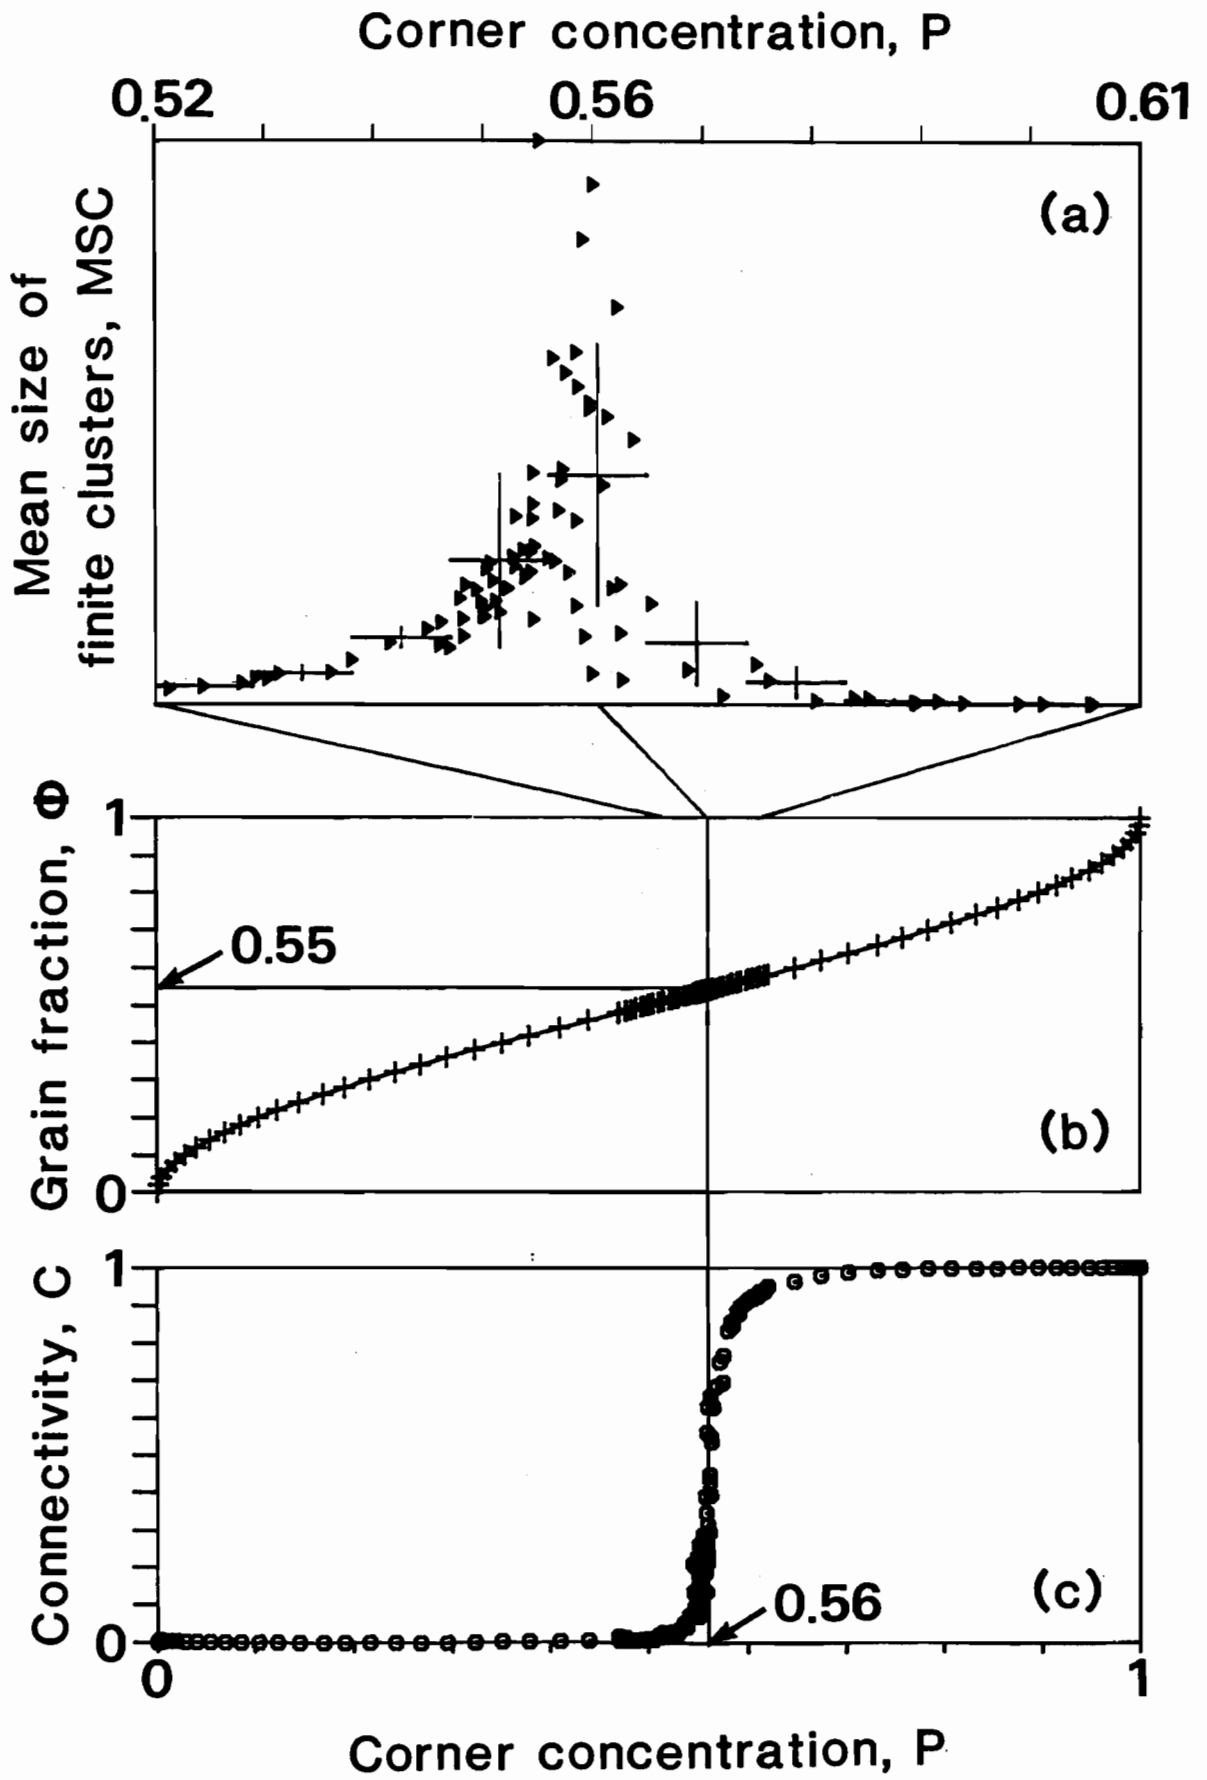 Corner concentration, P
0.52 0.56 0.61
(a)
Mean size of
finite clusters, MSC
Grain fraction, Φ
1
0.55
(b)
0
Connectivity, C
1
0.56
(c)
0
0 1
Corner concentration, P